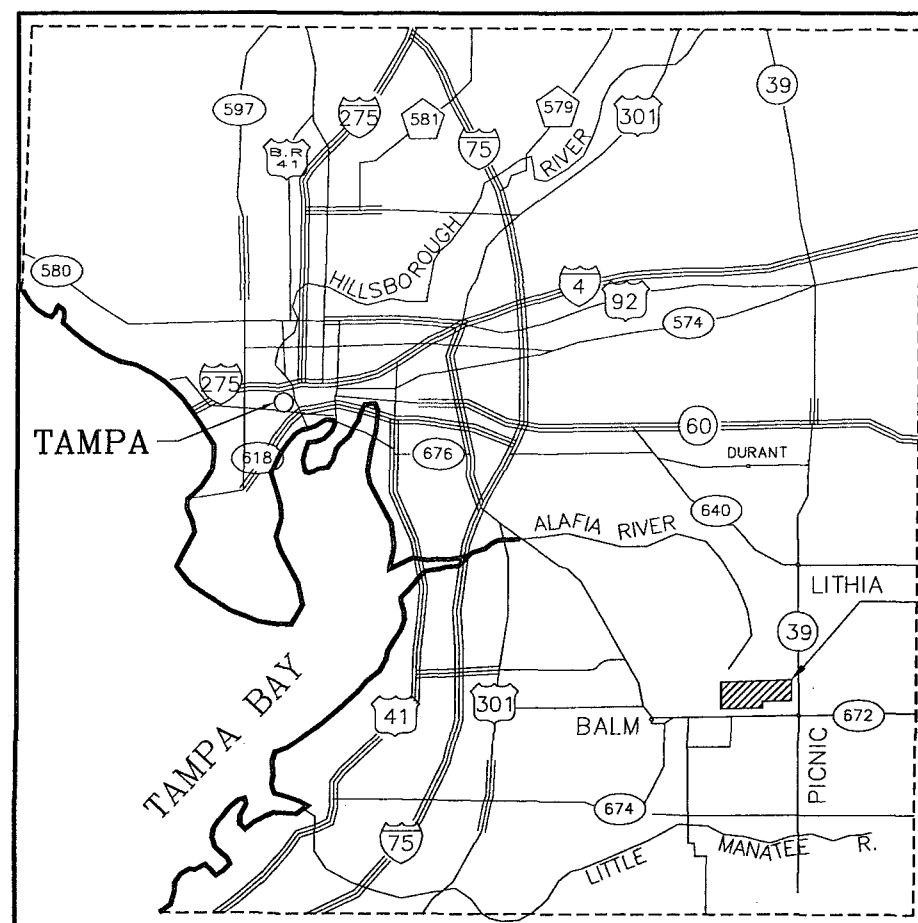 597
B.R
41
275
581
75
579
301
39
RIVER
HILLSBOROUGH
580
4
92
574
275
TAMPA
618
676
60
DURANT
640
ALAFIA RIVER
LITHIA
39
TAMPA BAY
41
301
BALM
672
PICNIC
674
75
LITTLE MANATEE R.